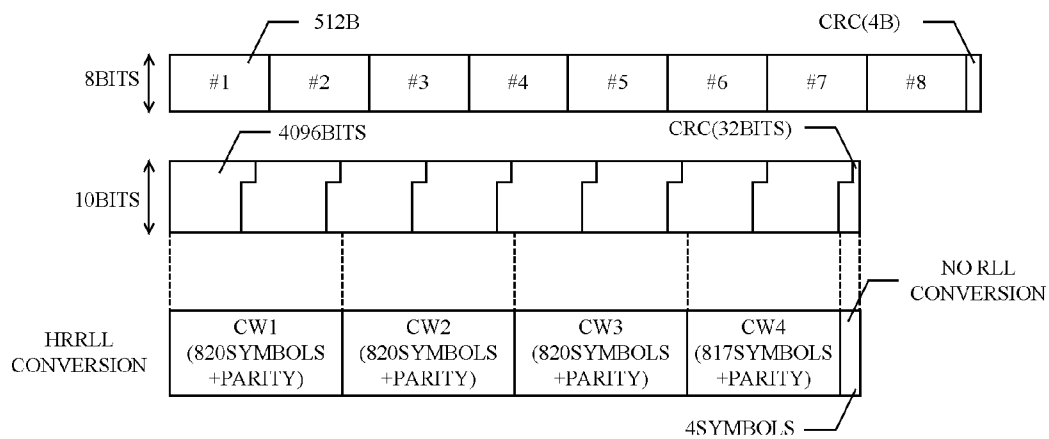 512B
CRC(4B)
8BITS
#1 #2 #3 #4 #5 #6 #7 #8
4096BITS
CRC(32BITS)
10BITS
NO RLL
CONVERSION
HRRLL
CONVERSION
CW1
(820SYMBOLS
+PARITY)
CW2
(820SYMBOLS
+PARITY)
CW3
(820SYMBOLS
+PARITY)
CW4
(817SYMBOLS
+PARITY)
4SYMBOLS